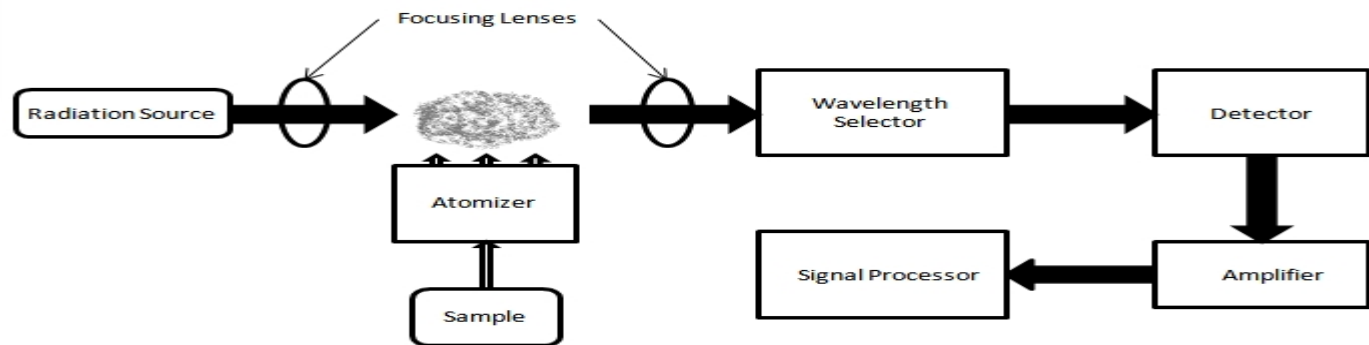 Focusing Lenses
Radiation Source
Wavelength
Selector
Detector
Atomizer
Signal Processor
Amplifier
Sample